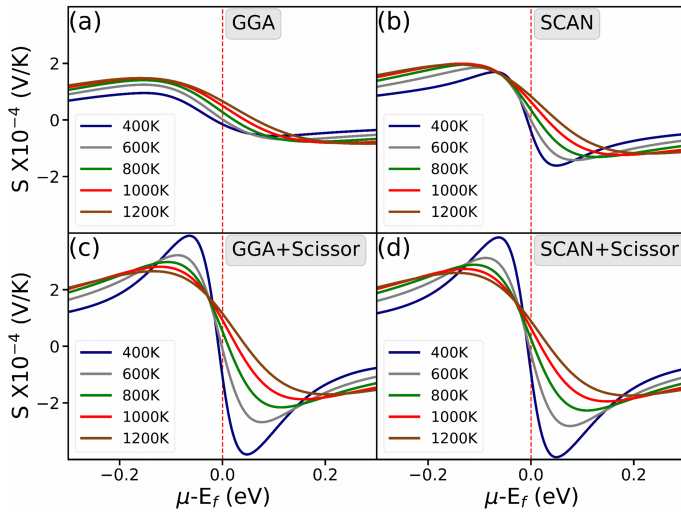 (a)
GGA
S X10⁻⁴ (V/K)
2
0
−2
400K
600K
800K
1000K
1200K
(b)
SCAN
400K
600K
800K
1000K
1200K
(c)
GGA+Scissor
S X10⁻⁴ (V/K)
2
0
−2
400K
600K
800K
1000K
1200K
−0.2
0.0
0.2
μ-E_f (eV)
(d)
SCAN+Scissor
400K
600K
800K
1000K
1200K
−0.2
0.0
0.2
μ-E_f (eV)